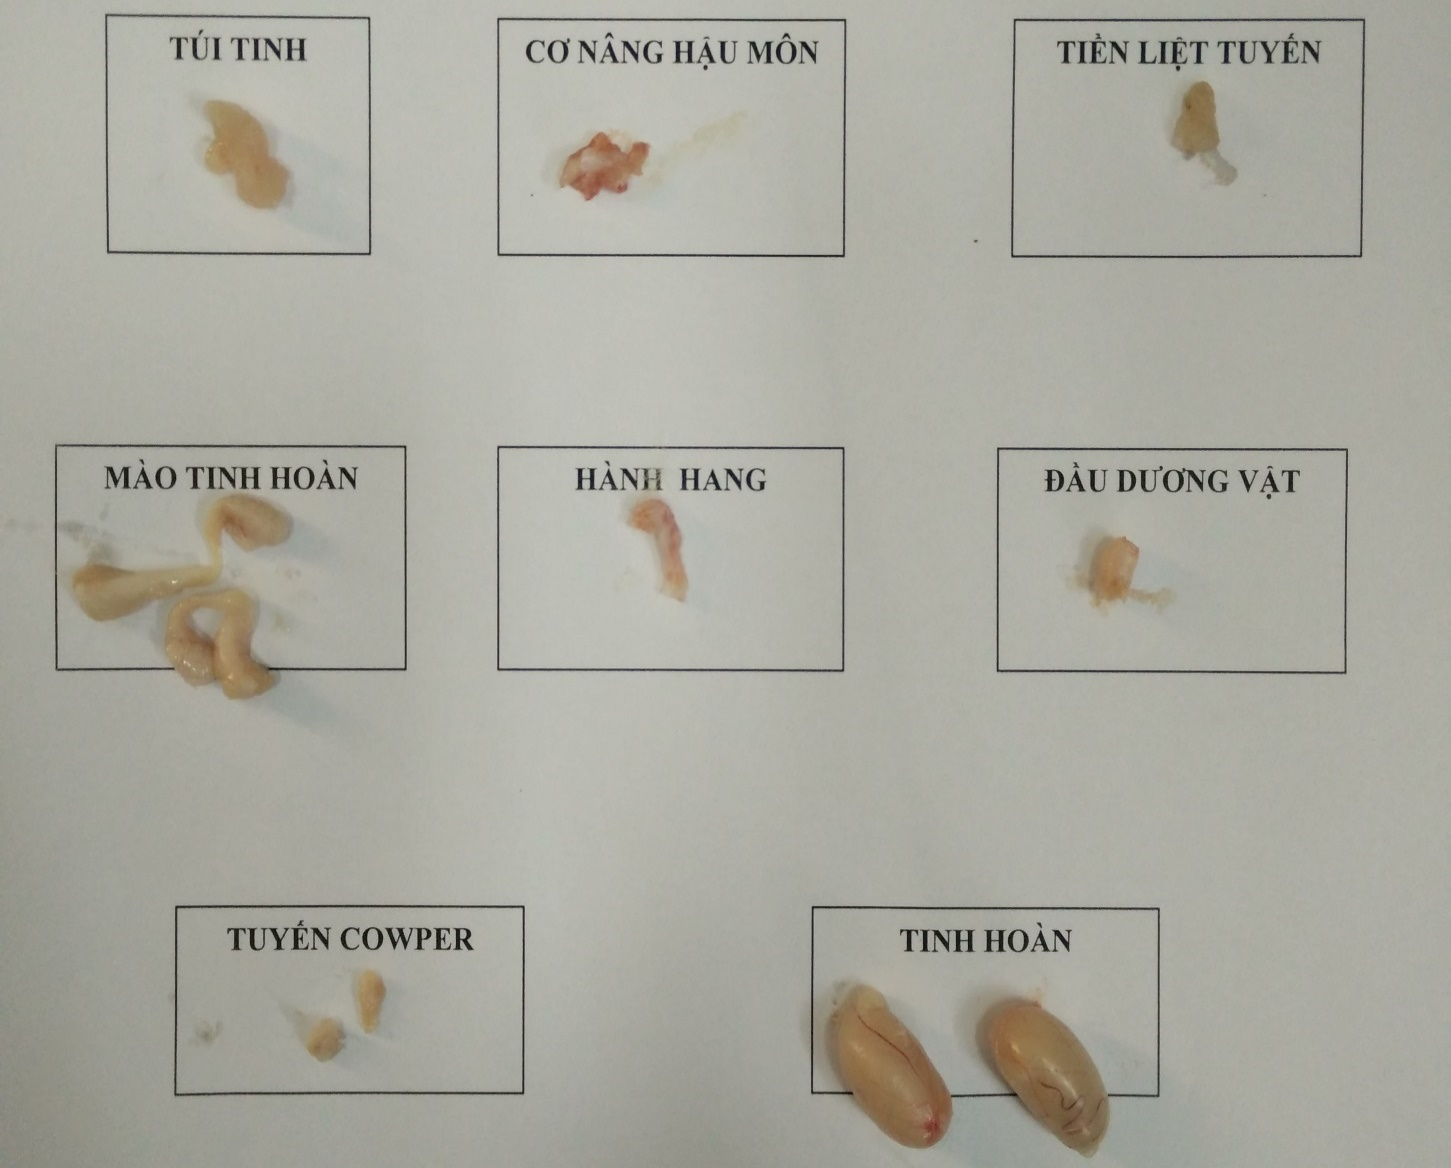 TÚI TINH
CƠ NÂNG HẬU MÔN
TIỀN LIỆT TUYẾN
MÀO TINH HOÀN
HÀNH HANG
ĐẦU DƯƠNG VẬT
TUYẾN COWPER
TINH HOÀN